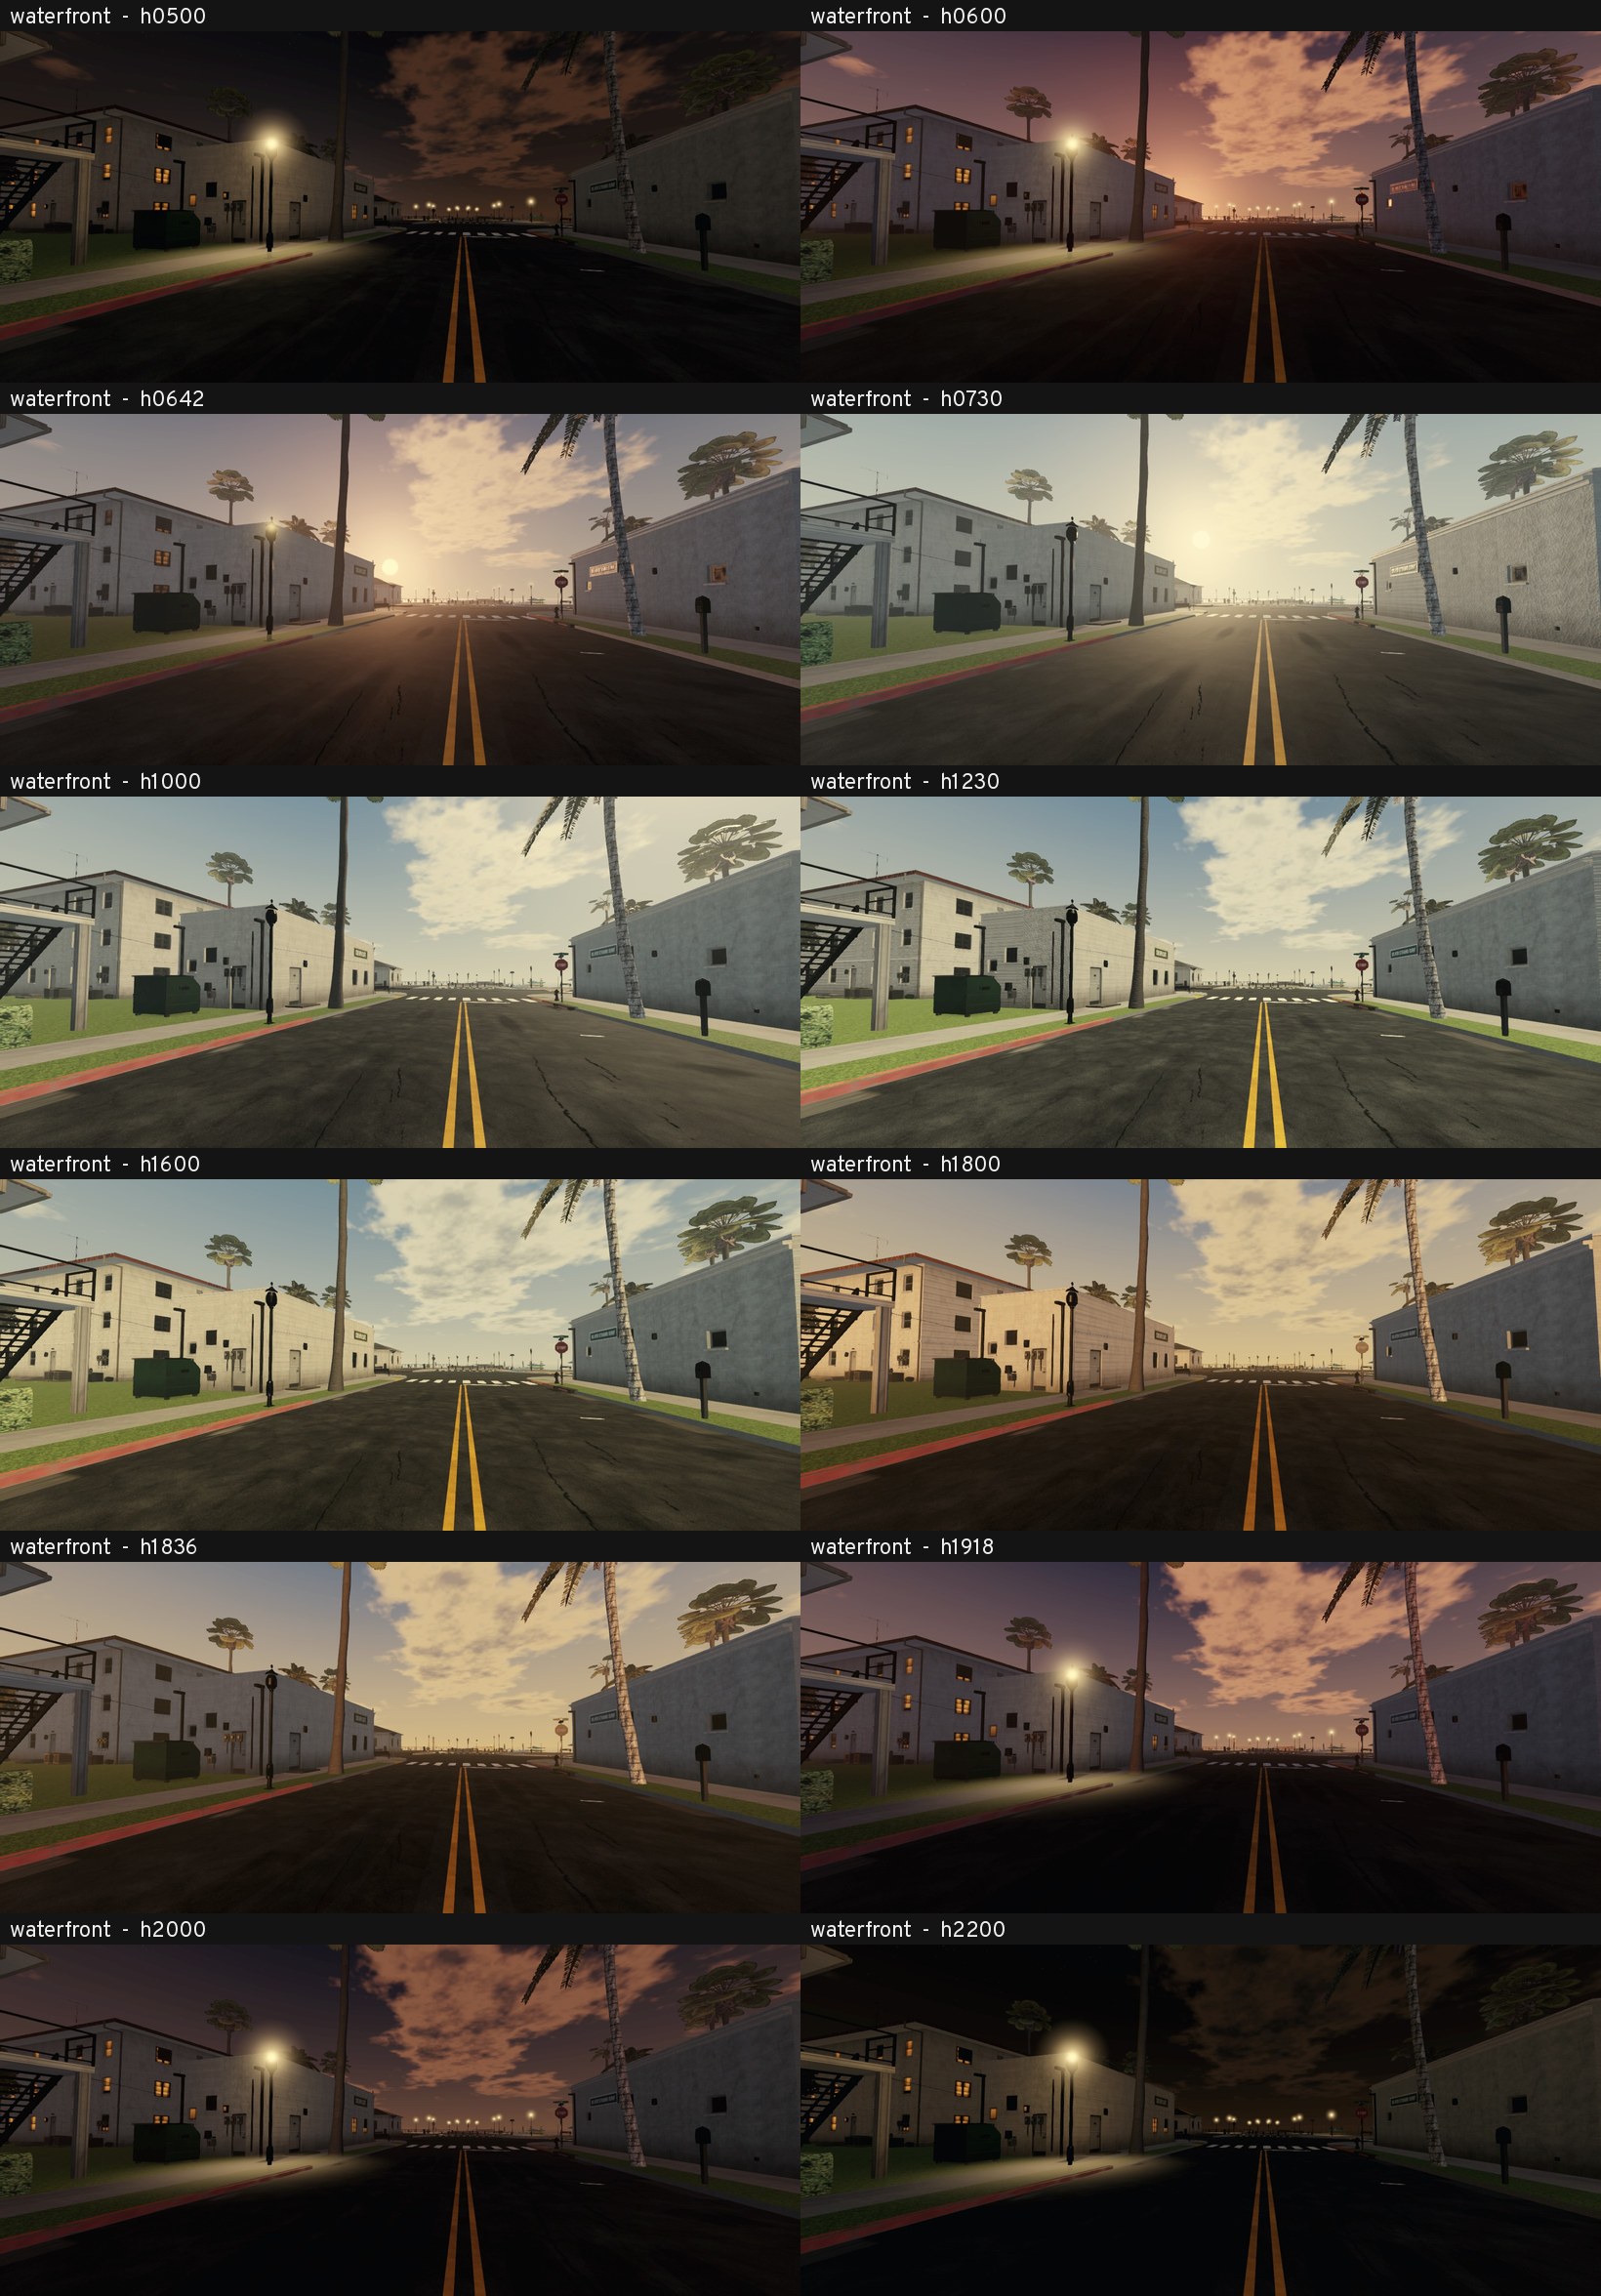 waterfront - h0500
waterfront - h0600
waterfront - h0642
waterfront - h0730
waterfront - h1000
waterfront - h1230
waterfront - h1600
waterfront - h1800
waterfront - h1836
waterfront - h1918
waterfront - h2000
waterfront - h2200